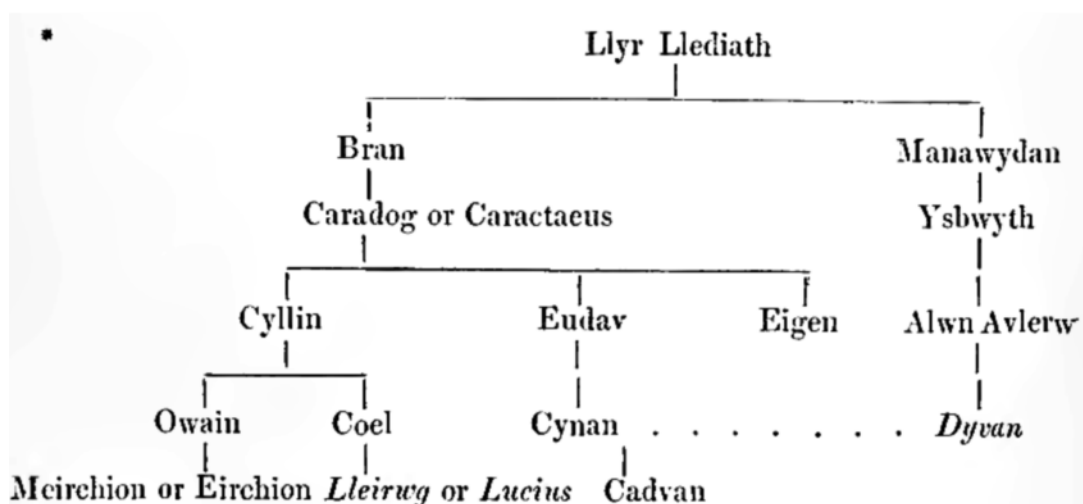 *
Llyr Llediath
Bran Manawydan
Caradog or Caractaeus Ysbwyth
Cyllin Eudav Eigen Alwn Avlerw
Owain Coel Cynan . . . . . . . Dyvan
Meirchion or Eirchion Lleirwg or Lucius Cadvan